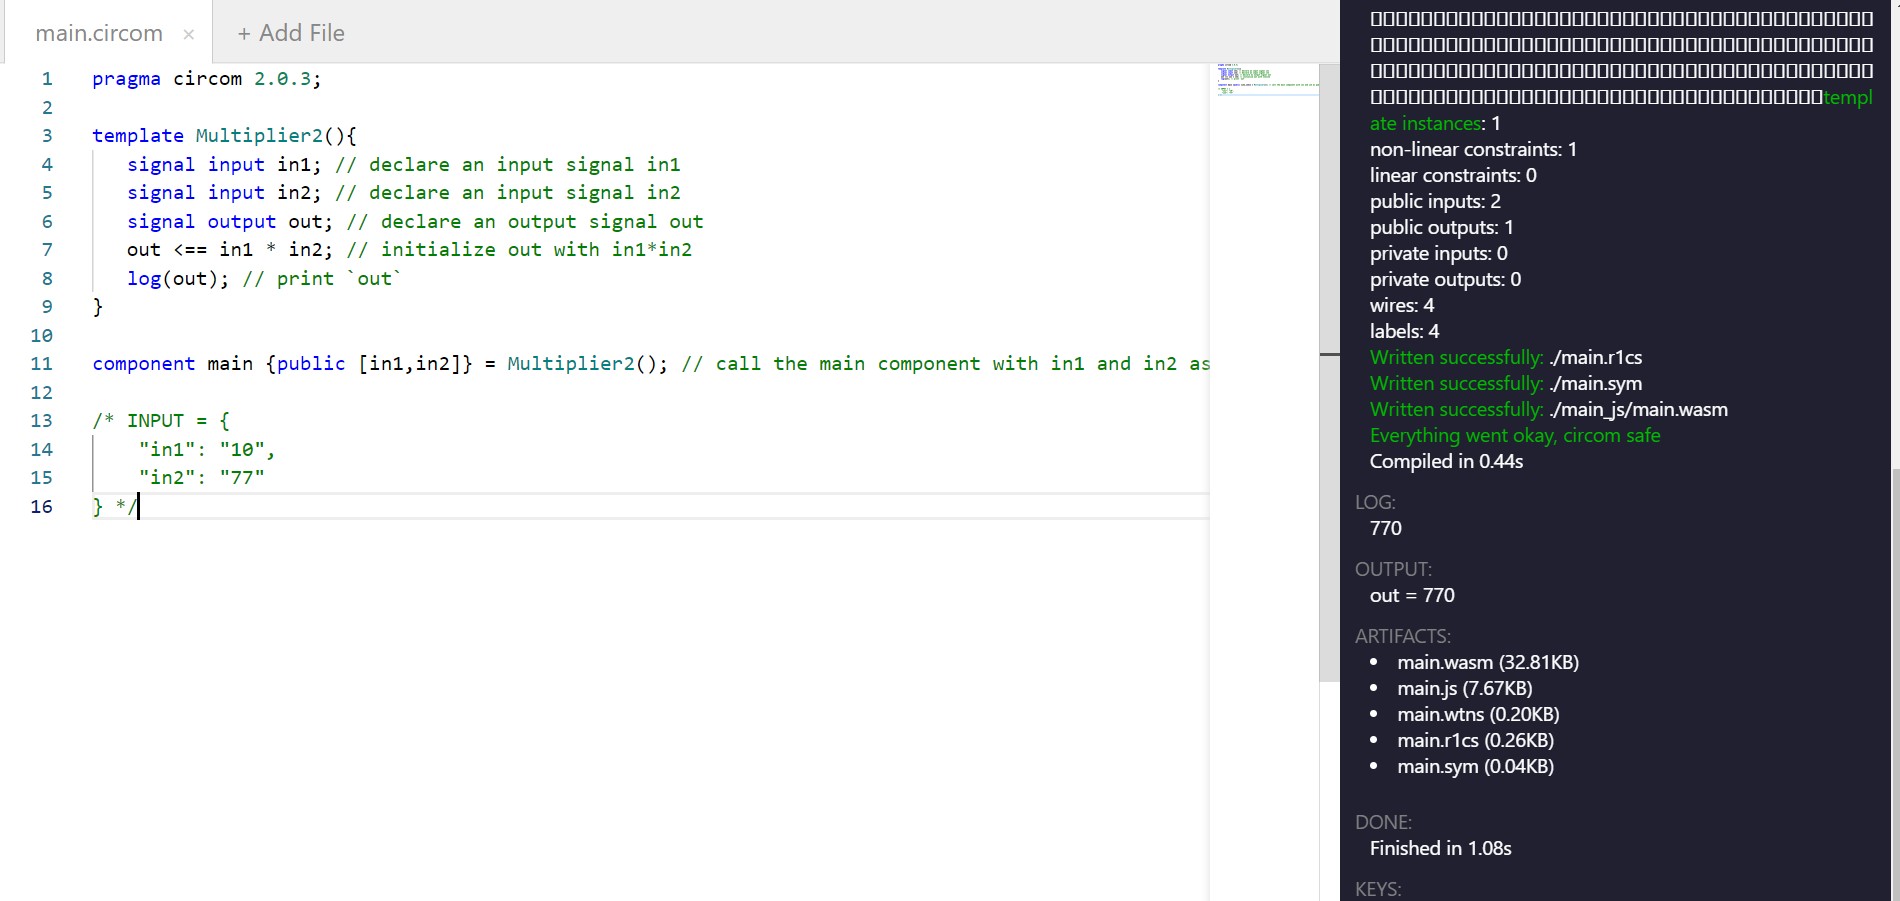 main.circom ×
+ Add File
1 pragma circom 2.0.3;
2
3 template Multiplier2(){
4 signal input in1; // declare an input signal in1
5 signal input in2; // declare an input signal in2
6 signal output out; // declare an output signal out
7 out <== in1 * in2; // initialize out with in1*in2
8 log(out); // print `out`
9 }
10
11 component main {public [in1,in2]} = Multiplier2(); // call the main component with in1 and in2 as
12
13 /* INPUT = {
14 "in1": "10",
15 "in2": "77"
16 } */
templ
ate instances: 1
non-linear constraints: 1
linear constraints: 0
public inputs: 2
public outputs: 1
private inputs: 0
private outputs: 0
wires: 4
labels: 4
Written successfully: ./main.r1cs
Written successfully: ./main.sym
Written successfully: ./main_js/main.wasm
Everything went okay, circom safe
Compiled in 0.44s
LOG:
770
OUTPUT:
out = 770
ARTIFACTS:
• main.wasm (32.81KB)
• main.js (7.67KB)
• main.wtns (0.20KB)
• main.r1cs (0.26KB)
• main.sym (0.04KB)
DONE:
Finished in 1.08s
KEYS: